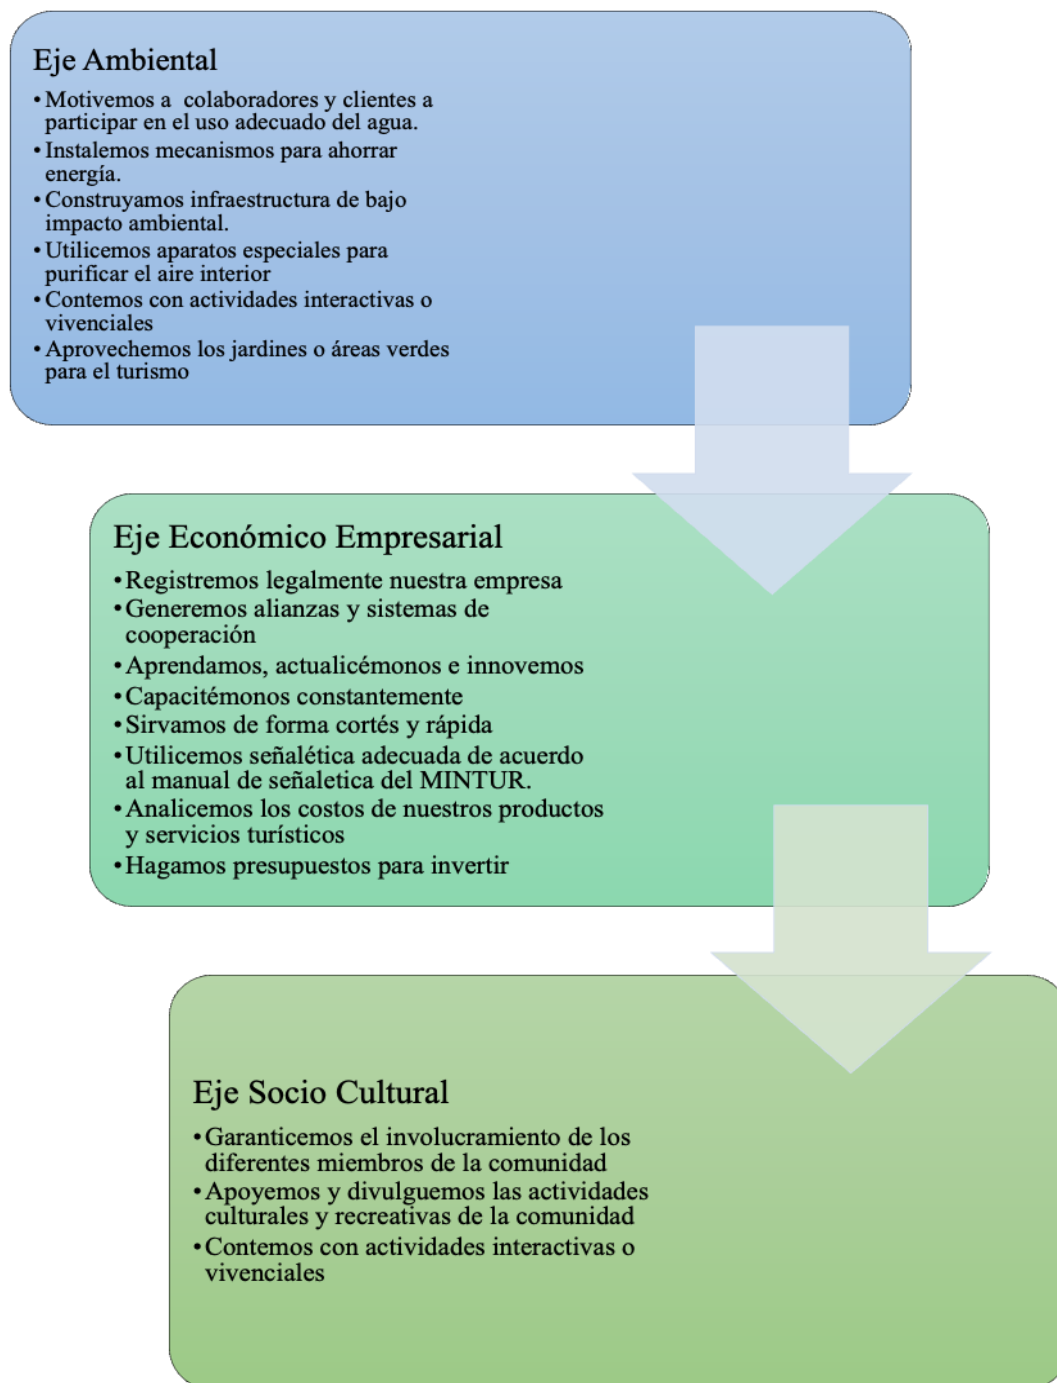 Eje Ambiental
• Motivemos a colaboradores y clientes a
participar en el uso adecuado del agua.
• Instalemos mecanismos para ahorrar
energía.
• Construyamos infraestructura de bajo
impacto ambiental.
• Utilicemos aparatos especiales para
purificar el aire interior
• Contemos con actividades interactivas o
vivenciales
• Aprovechemos los jardines o áreas verdes
para el turismo
Eje Económico Empresarial
• Registremos legalmente nuestra empresa
• Generemos alianzas y sistemas de
cooperación
• Aprendamos, actualicémonos e innovemos
• Capacitémonos constantemente
• Sirvamos de forma cortés y rápida
• Utilicemos señalética adecuada de acuerdo
al manual de señaletica del MINTUR.
• Analicemos los costos de nuestros productos
y servicios turísticos
• Hagamos presupuestos para invertir
Eje Socio Cultural
• Garanticemos el involucramiento de los
diferentes miembros de la comunidad
• Apoyemos y divulguemos las actividades
culturales y recreativas de la comunidad
• Contemos con actividades interactivas o
vivenciales